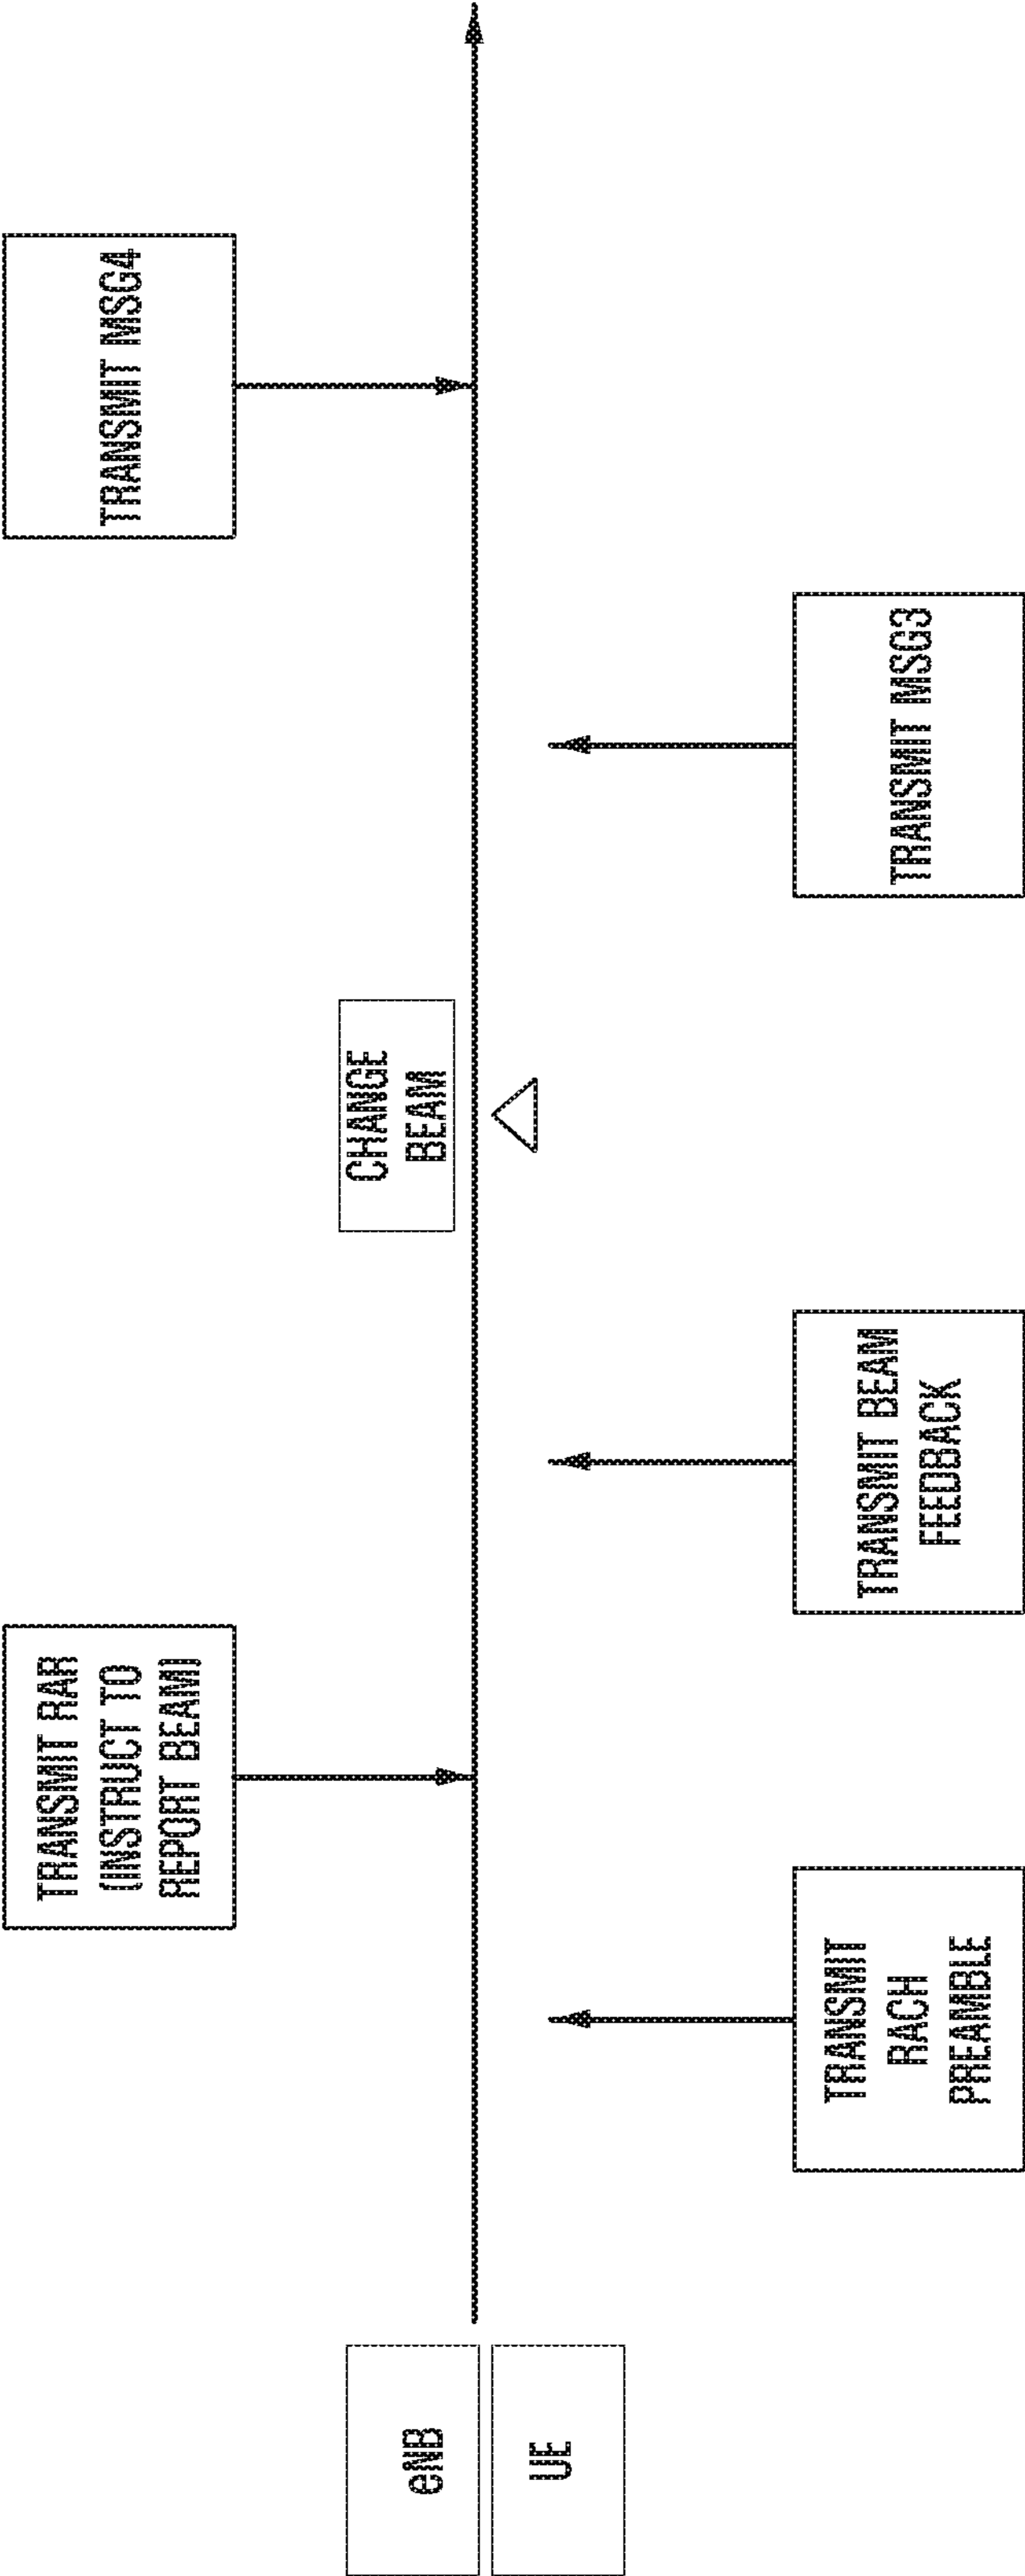 eNB
UE
TRANSMIT
RACH
PREAMBLE
TRANSMIT RAR
(INSTRUCT TO
REPORT BEAM)
TRANSMIT BEAM
FEEDBACK
CHANGE
BEAM
TRANSMIT MSG3
TRANSMIT MSG4